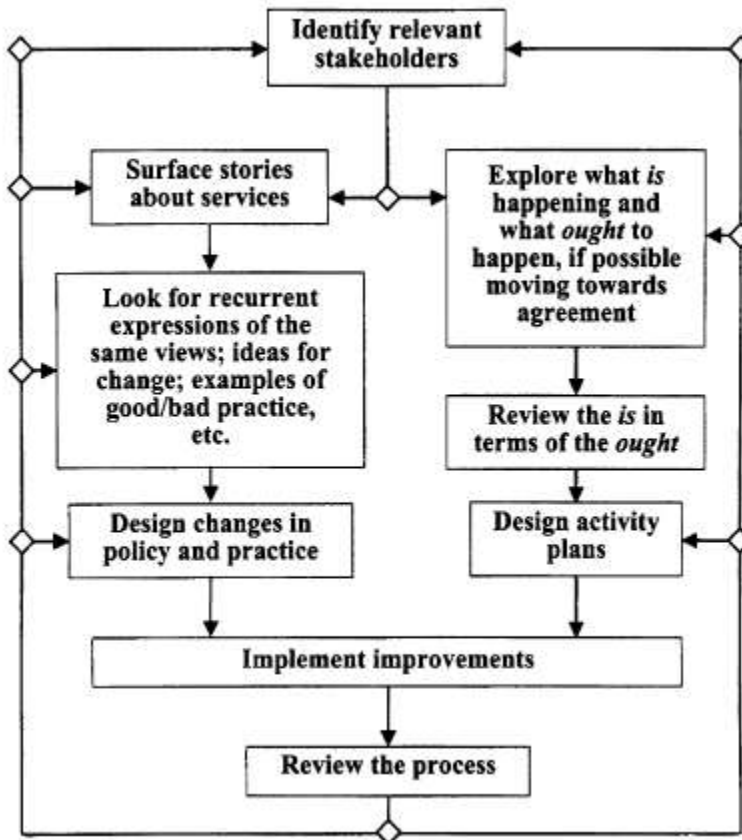 Identify relevant
stakeholders
Surface stories
about services
Explore what is
happening and
what ought to
happen, if possible
moving towards
agreement
Look for recurrent
expressions of the
same views; ideas for
change; examples of
good/bad practice,
etc.
Review the is in
terms of the ought
Design changes in
policy and practice
Design activity
plans
Implement improvements
Review the process